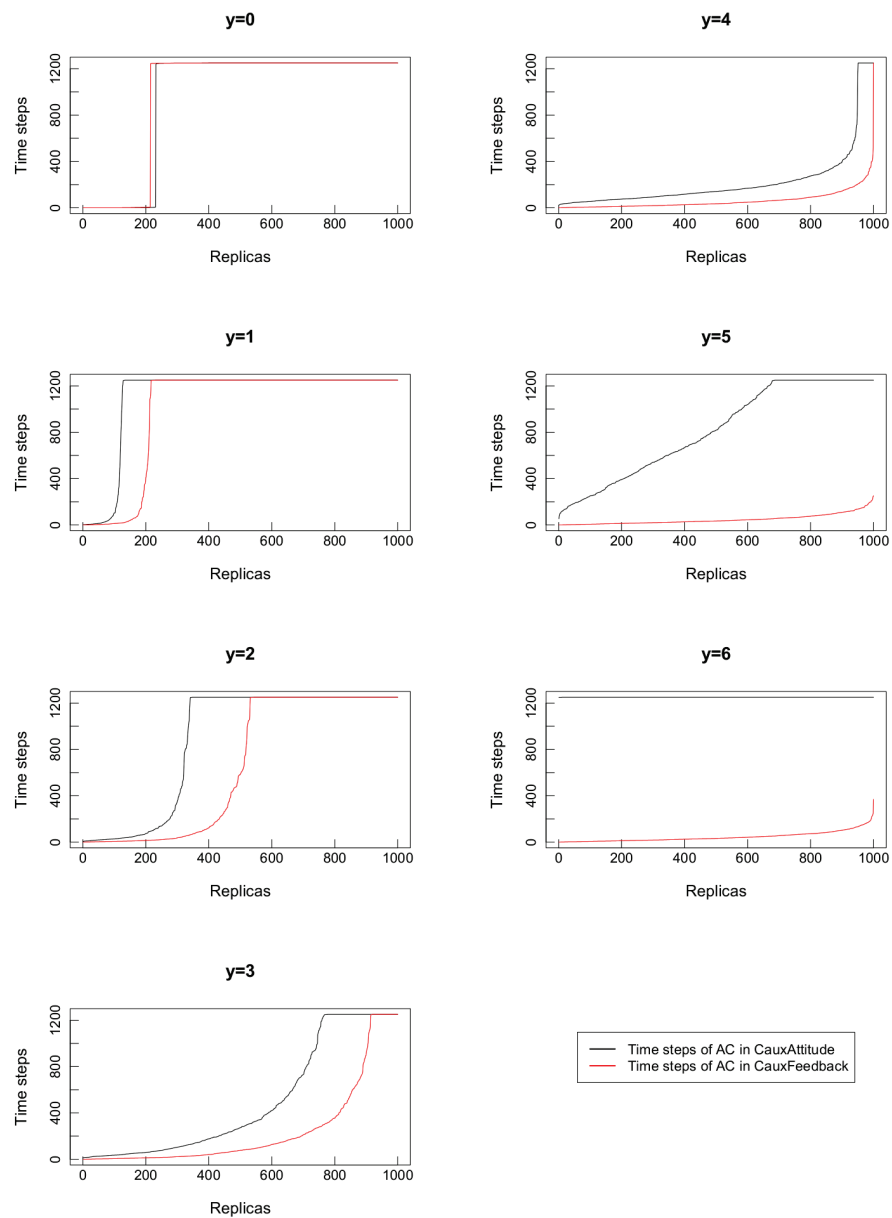 y=0
Time steps
0 400 800 1200
0 200 400 600 800 1000
Replicas
y=4
Time steps
0 400 800 1200
0 200 400 600 800 1000
Replicas
y=1
Time steps
0 400 800 1200
0 200 400 600 800 1000
Replicas
y=5
Time steps
0 400 800 1200
0 200 400 600 800 1000
Replicas
y=2
Time steps
0 400 800 1200
0 200 400 600 800 1000
Replicas
y=6
Time steps
0 400 800 1200
0 200 400 600 800 1000
Replicas
y=3
Time steps
0 400 800 1200
0 200 400 600 800 1000
Replicas
Time steps of AC in CauxAttitude
Time steps of AC in CauxFeedback